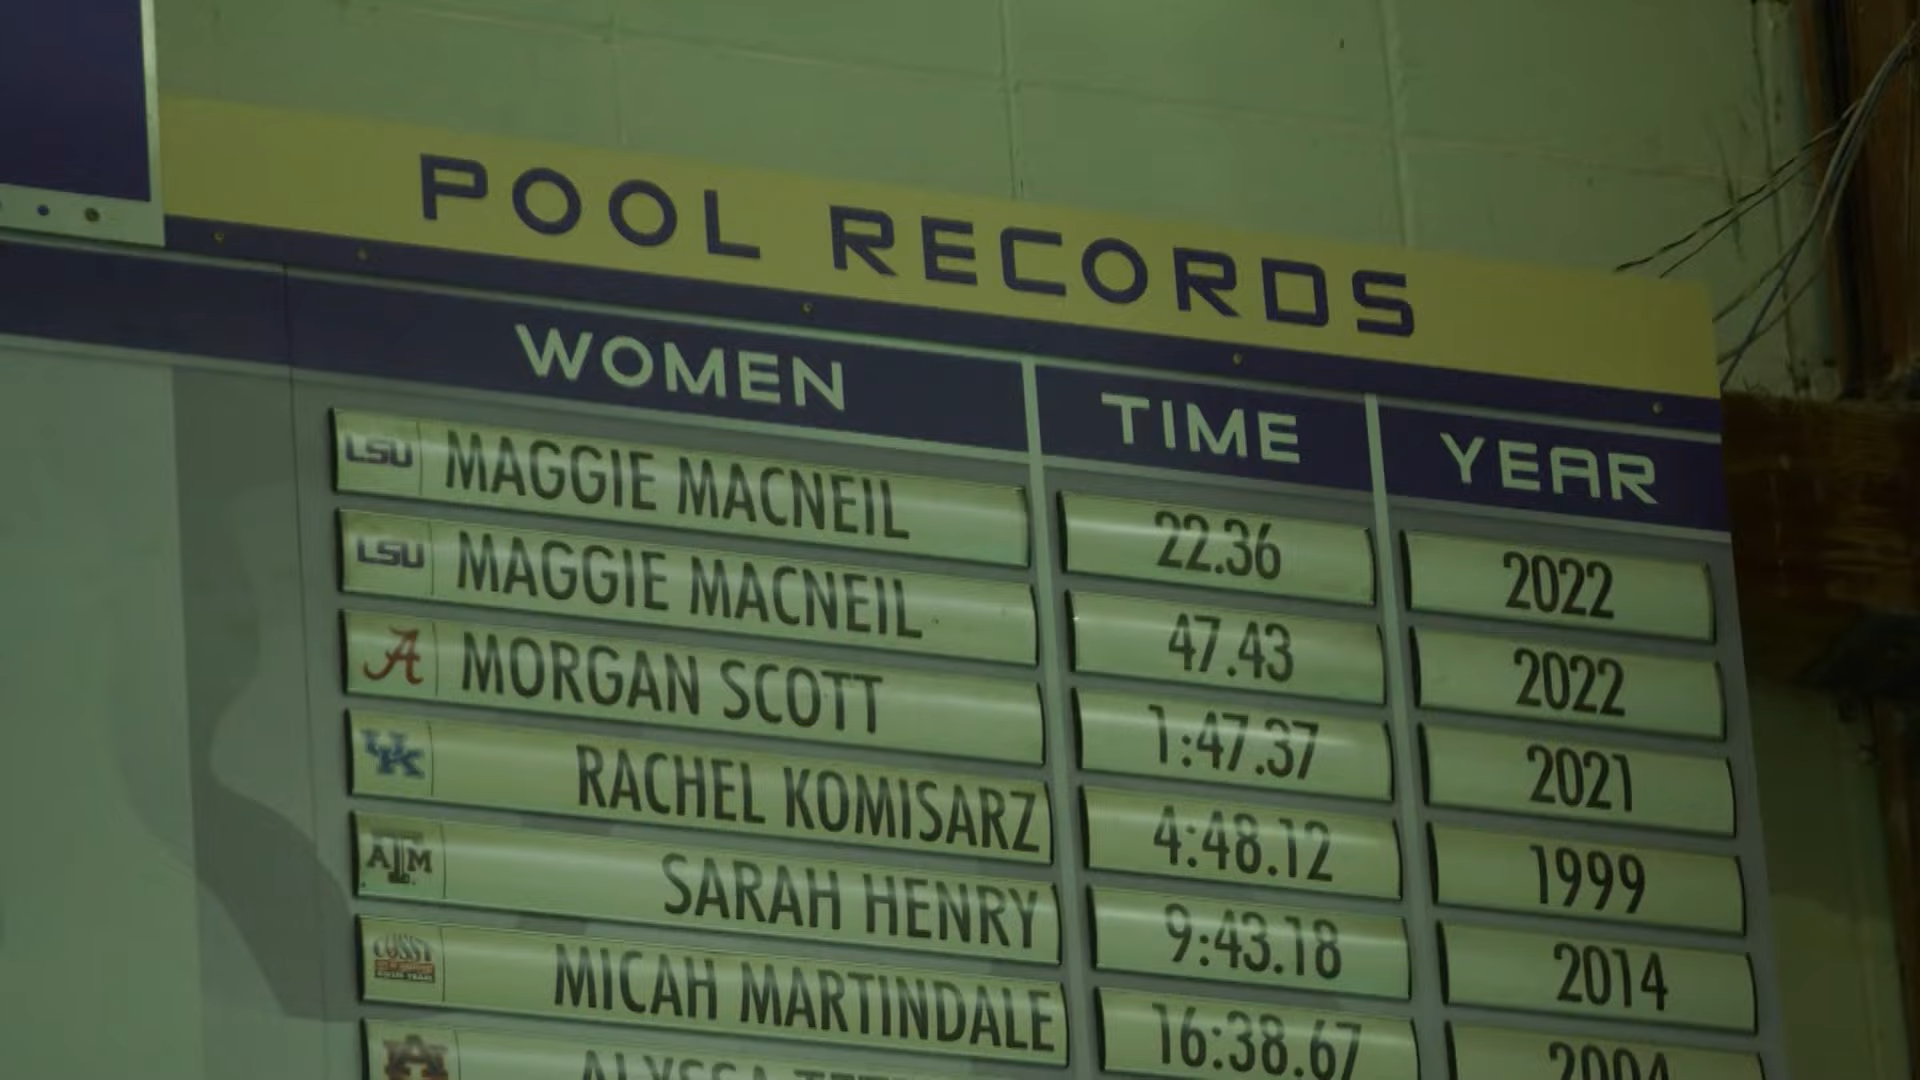 POOL RECORDS
WOMEN TIME YEAR
LSU MAGGIE MACNEIL 22.36 2022
LSU MAGGIE MACNEIL 47.43 2022
A MORGAN SCOTT 1:47.37 2021
UK RACHEL KOMISARZ 4:48.12 1999
ATM SARAH HENRY 9:43.18 2014
MICAH MARTINDALE 16:38.67 2004
ALYSSA